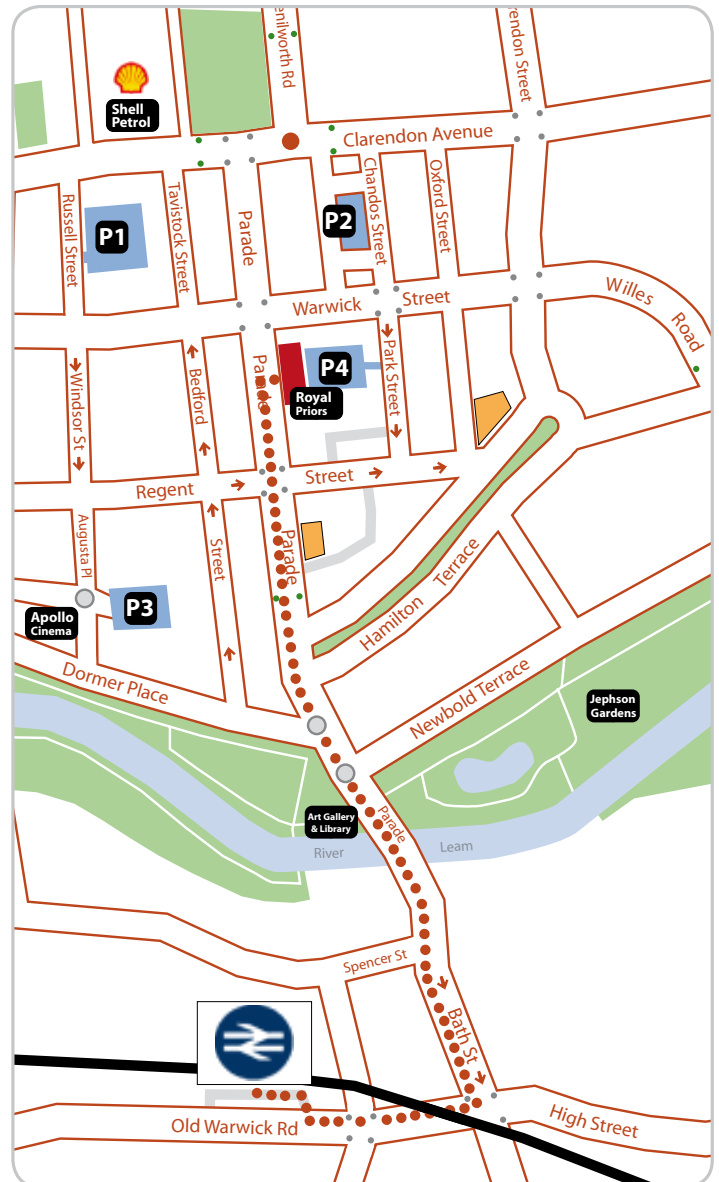 enilworth Rd
rendon Street
Shell
Petrol
Clarendon Avenue
Russell Street
P1
Tavistock Street
Parade
P2
Chandos Street
Oxford Street
Warwick Street
Willes Road
Windsor St
Bedford
Parade
P4
Royal
Priors
Park Street
Regent
Street
Augusta Pl
Street
Parade
Apollo
Cinema
P3
Hamilton Terrace
Dormer Place
Newbold Terrace
Jephson
Gardens
Art Gallery
& Library
Parade
River Leam
Spencer St
Bath St
Old Warwick Rd
High Street